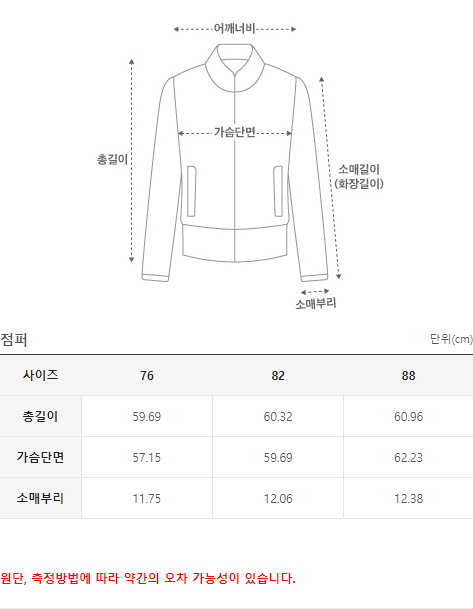 어깨너비
가슴단면
총길이
소매길이
(화장길이)
소매부리
점퍼 단위(cm)
사이즈 76 82 88
총길이 59.69 60.32 60.96
가슴단면 57.15 59.69 62.23
소매부리 11.75 12.06 12.38
원단, 측정방법에 따라 약간의 오차 가능성이 있습니다.